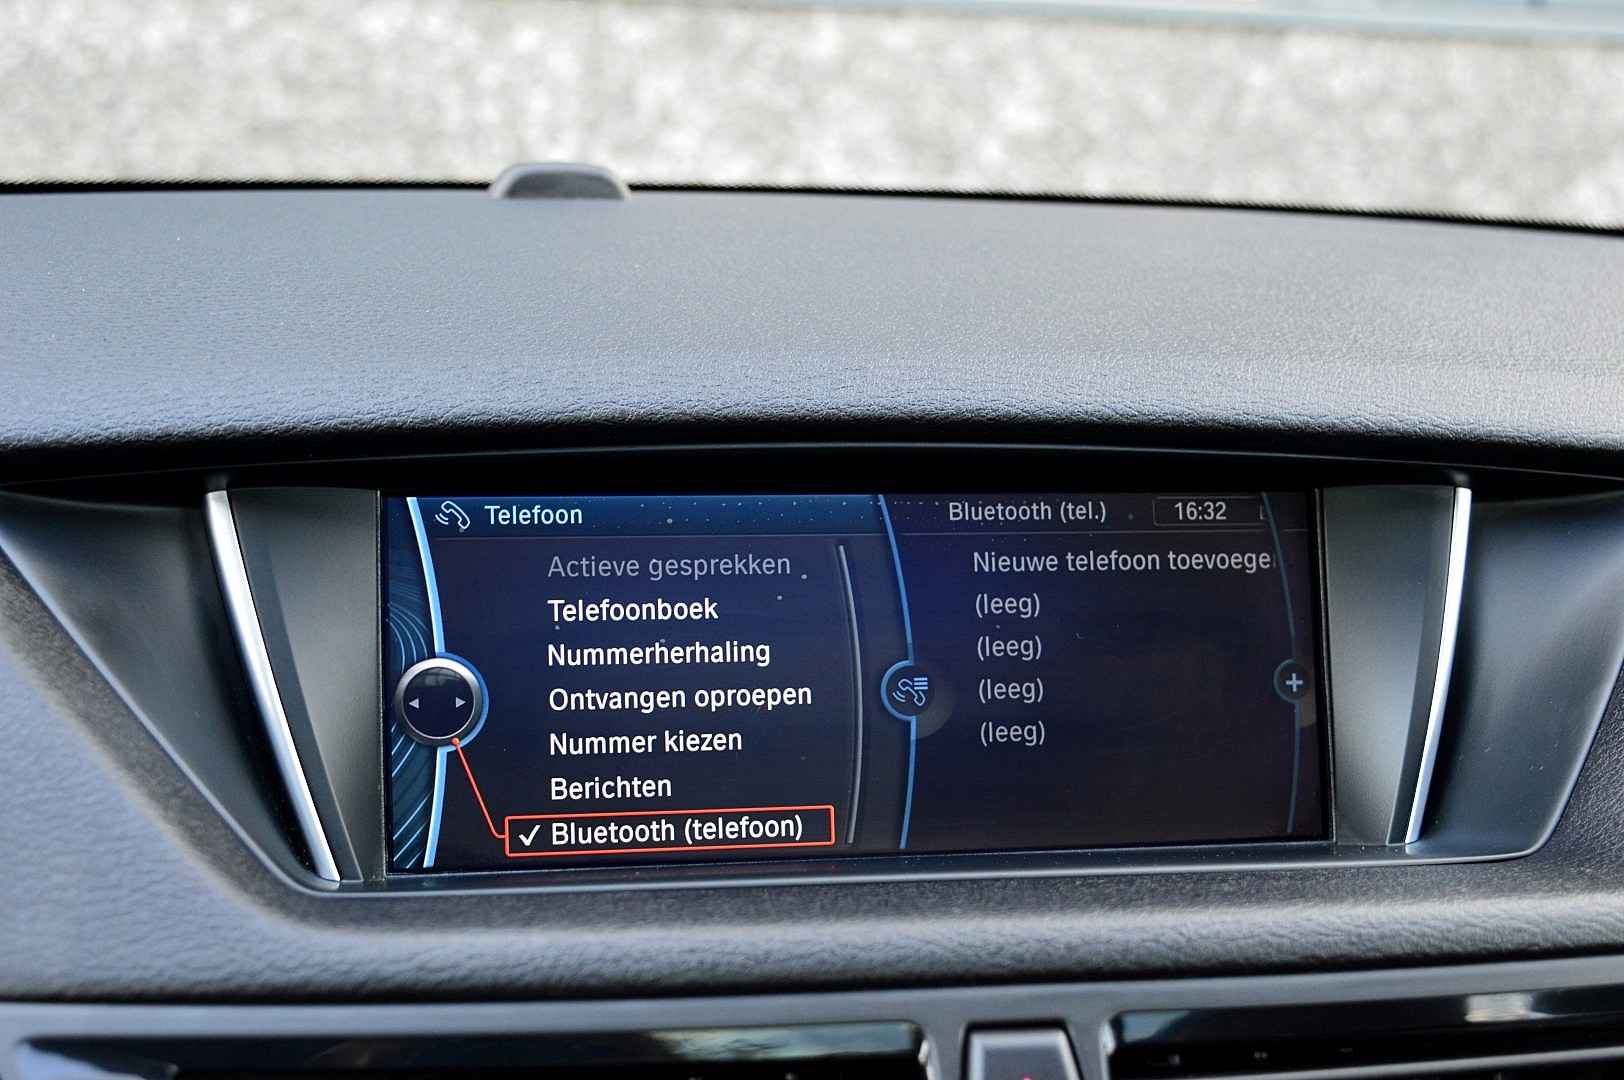 Telefoon
Actieve gesprekken
Telefoonboek
Nummerherhaling
Ontvangen oproepen
Nummer kiezen
Berichten
✓ Bluetooth (telefoon)
Bluetooth (tel.) 16:32
Nieuwe telefoon toevoege
(leeg)
(leeg)
(leeg)
(leeg)